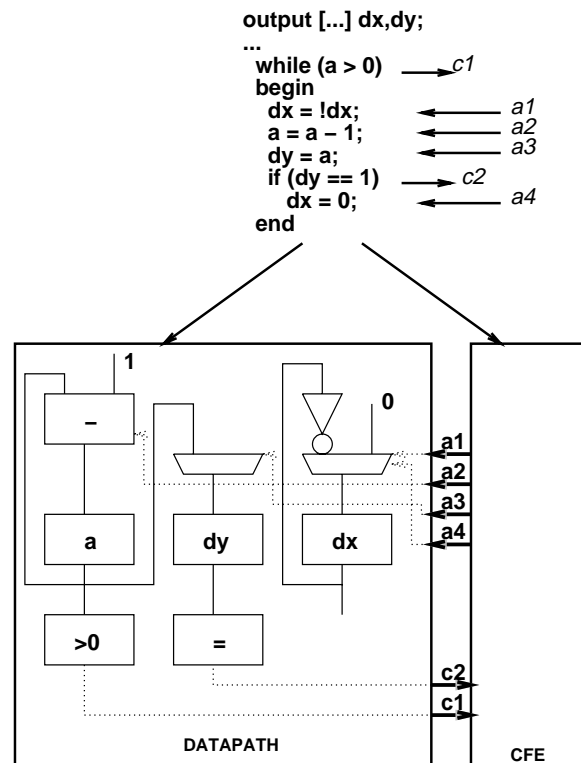 output [...] dx,dy;
...
while (a > 0) c1
begin
dx = !dx; a1
a = a − 1; a2
dy = a; a3
if (dy == 1) c2
dx = 0; a4
end
1
0
−
a1
a2
a3
a4
a dy dx
>0 =
c2
c1
DATAPATH CFE